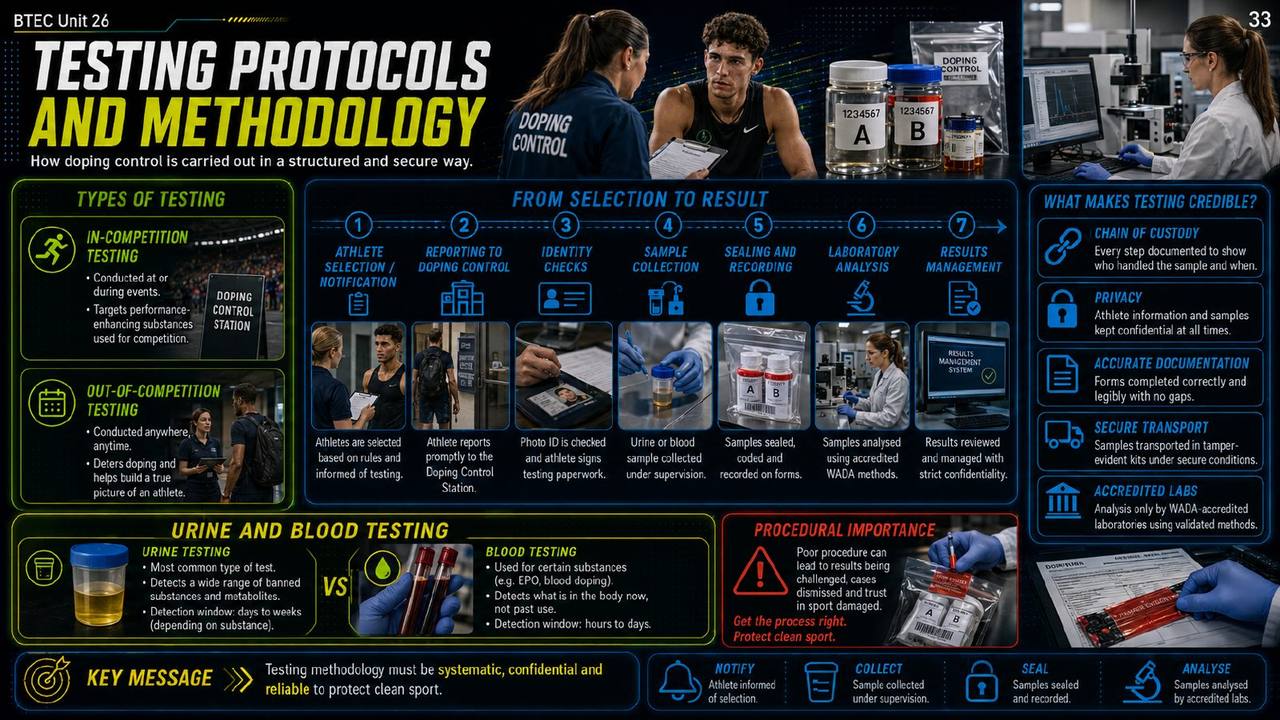 BTEC Unit 26
33
TESTING PROTOCOLS
AND METHODOLOGY
How doping control is carried out in a structured and secure way.
DOPING
CONTROL
1234567
A
1234567
B
DOPING
CONTROL
TYPES OF TESTING
IN-COMPETITION
TESTING
• Conducted at or
during events.
• Targets performance-
enhancing substances
used for competition.
DOPING
CONTROL
STATION
OUT-OF-COMPETITION
TESTING
• Conducted anywhere,
anytime.
• Deters doping and
helps build a true
picture of an athlete.
FROM SELECTION TO RESULT
1
ATHLETE
SELECTION /
NOTIFICATION
Athletes are selected
based on rules and
informed of testing.
2
REPORTING TO
DOPING CONTROL
Athlete reports
promptly to the
Doping Control
Station.
3
IDENTITY
CHECKS
Photo ID is checked
and athlete signs
testing paperwork.
4
SAMPLE
COLLECTION
Urine or blood
sample collected
under supervision.
5
SEALING AND
RECORDING
A
B
Samples sealed,
coded and
recorded on forms.
6
LABORATORY
ANALYSIS
Samples analysed
using accredited
WADA methods.
7
RESULTS
MANAGEMENT
RESULTS
MANAGEMENT
SYSTEM
Results reviewed
and managed with
strict confidentiality.
WHAT MAKES TESTING CREDIBLE?
CHAIN OF CUSTODY
Every step documented to show
who handled the sample and when.
PRIVACY
Athlete information and samples
kept confidential at all times.
ACCURATE DOCUMENTATION
Forms completed correctly and
legibly with no gaps.
SECURE TRANSPORT
Samples transported in tamper-
evident kits under secure conditions.
ACCREDITED LABS
Analysis only by WADA-accredited
laboratories using validated methods.
URINE AND BLOOD TESTING
URINE TESTING
• Most common type of test.
• Detects a wide range of banned
substances and metabolites.
• Detection window: days to weeks
(depending on substance).
VS
BLOOD TESTING
• Used for certain substances
(e.g. EPO, blood doping).
• Detects what is in the body now,
not past use.
• Detection window: hours to days.
PROCEDURAL IMPORTANCE
Poor procedure can
lead to results being
challenged, cases
dismissed and trust
in sport damaged.
Get the process right.
Protect clean sport.
A
B
KEY MESSAGE
Testing methodology must be systematic, confidential and
reliable to protect clean sport.
NOTIFY
Athlete informed
of selection.
COLLECT
Sample collected
under supervision.
SEAL
Samples sealed
and recorded.
ANALYSE
Samples analysed
by accredited labs.